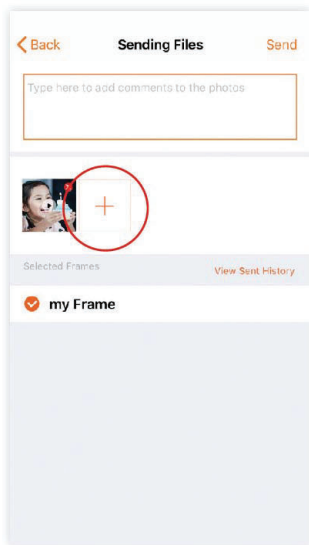 Back Sending Files Send
Type here to add comments to the photos
Selected Frames View Sent History
my Frame